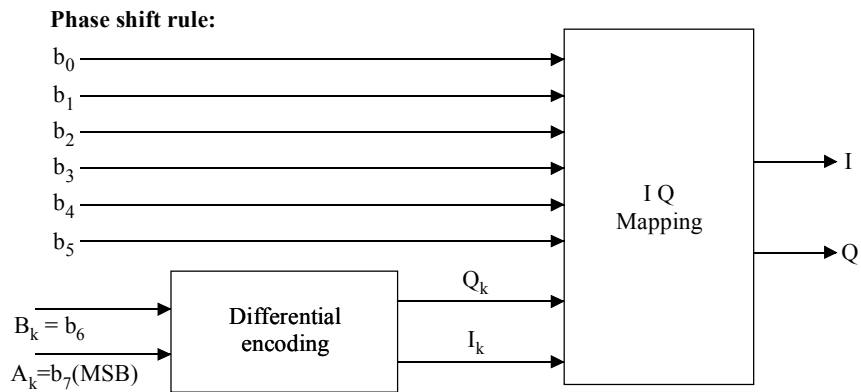 Phase shift rule:
b0
b1
b2
b3
b4
b5
I Q
Mapping
I
Q
Bk = b6
Ak=b7(MSB)
Differential
encoding
Qk
Ik